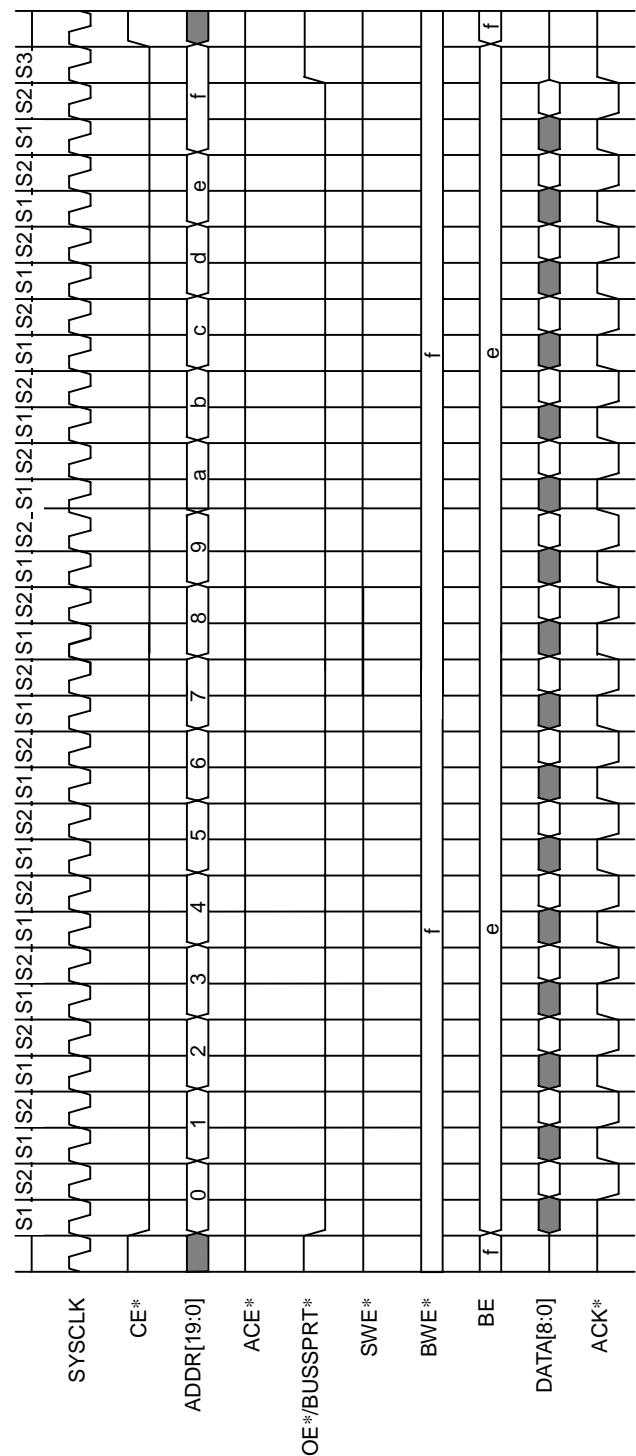 S1 S2 S1 S2 S1 S2 S1 S2 S1 S2 S1 S2 S1 S2 S1 S2 S1 S2 S1 S2 S1 S2 S1 S2 S1 S2 S1 S2 S1 S2 S1 S2 S3
SYSCLK
CE*
ADDR[19:0] 0 1 2 3 4 5 6 7 8 9 a b c d e f
ACE*
OE*/BUSSPRT*
SWE*
BWE* f f
BE f e e f
DATA[8:0]
ACK*